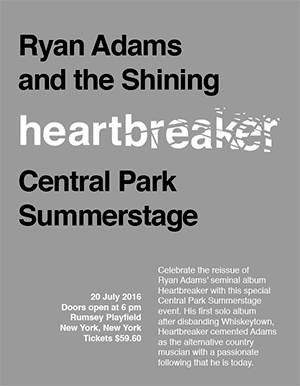 Ryan Adams
and the Shining
heartbreaker
Central Park
Summerstage
20 July 2016
Doors open at 6 pm
Rumsey Playfield
New York, New York
Tickets $59.60
Celebrate the reissue of
Ryan Adams' seminal album
Heartbreaker with this special
Central Park Summerstage
event. His first solo album
after disbanding Whiskeytown,
Heartbreaker cemented Adams
as the alternative country
muscian with a passionate
following that he is today.